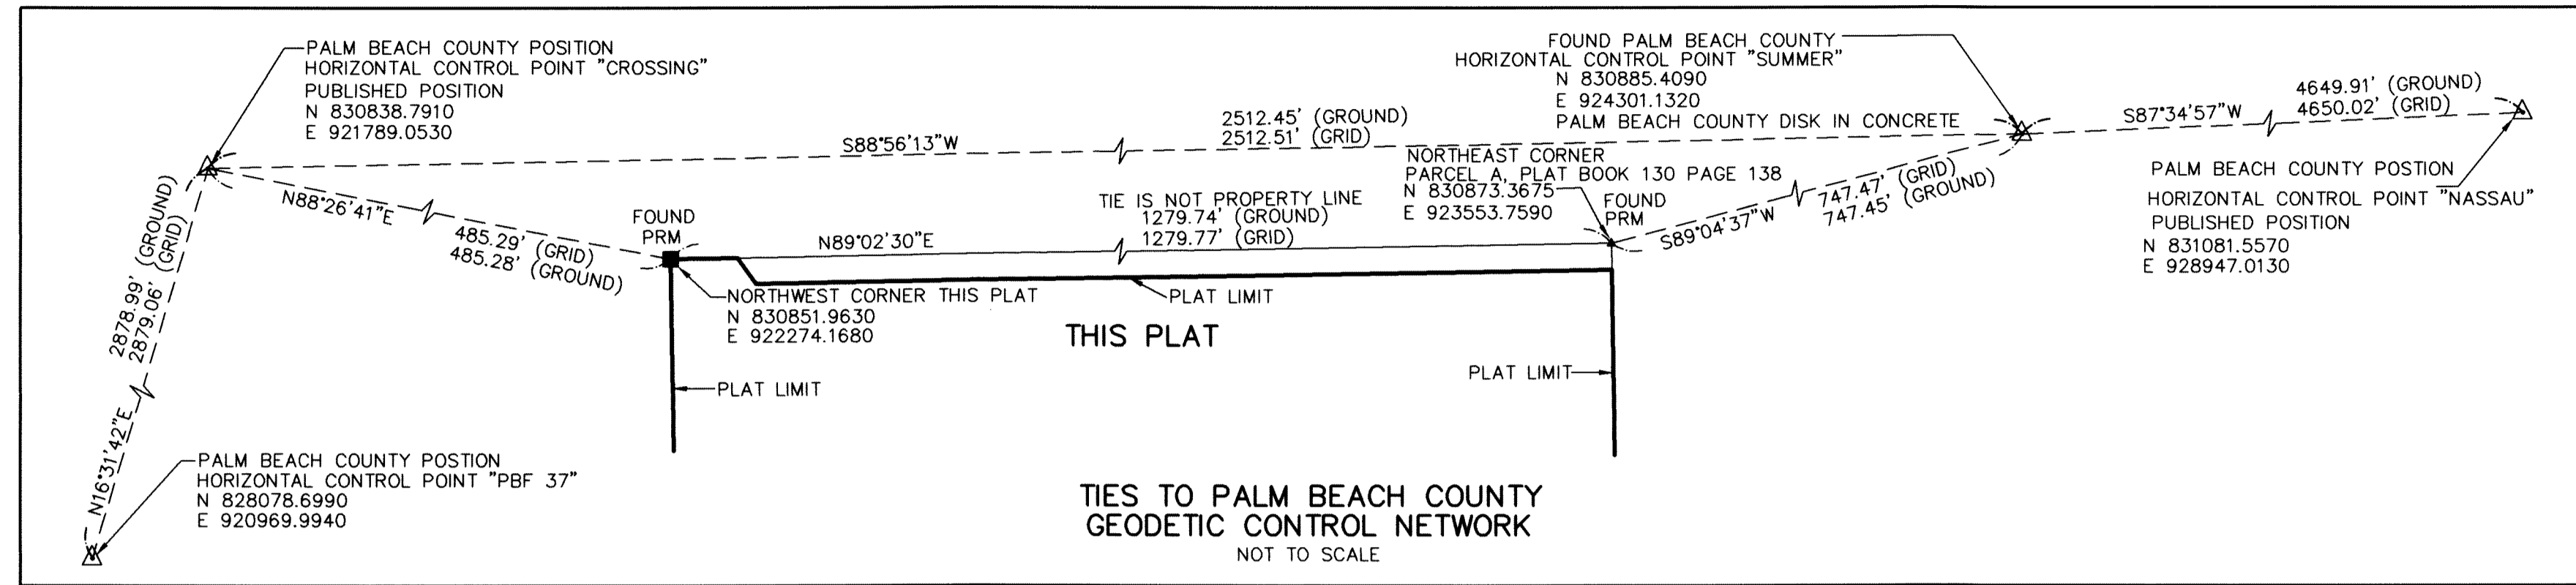 PALM BEACH COUNTY POSITION
HORIZONTAL CONTROL POINT "CROSSING"
PUBLISHED POSITION
N 830838.7910
E 921789.0530
FOUND PALM BEACH COUNTY
HORIZONTAL CONTROL POINT "SUMMER"
N 830885.4090
E 924301.1320
PALM BEACH COUNTY DISK IN CONCRETE
4649.91' (GROUND)
4650.02' (GRID)
S87°34'57"W
2512.45' (GROUND)
2512.51' (GRID)
S88°56'13"W
NORTHEAST CORNER
PARCEL A, PLAT BOOK 130 PAGE 138
N 830873.3675
E 923553.7590
FOUND
PRM
747.47' (GRID)
747.45' (GROUND)
S89°04'37"W
PALM BEACH COUNTY POSTION
HORIZONTAL CONTROL POINT "NASSAU"
PUBLISHED POSITION
N 831081.5570
E 928947.0130
N88°26'41"E
485.29' (GRID)
485.28' (GROUND)
FOUND
PRM
TIE IS NOT PROPERTY LINE
1279.74' (GROUND)
1279.77' (GRID)
N89°02'30"E
2878.99' (GROUND)
2879.06' (GRID)
N16°31'42"E
NORTHWEST CORNER THIS PLAT
N 830851.9630
E 922274.1680
PLAT LIMIT
THIS PLAT
PLAT LIMIT
PLAT LIMIT
PALM BEACH COUNTY POSTION
HORIZONTAL CONTROL POINT "PBF 37"
N 828078.6990
E 920969.9940
TIES TO PALM BEACH COUNTY
GEODETIC CONTROL NETWORK
NOT TO SCALE